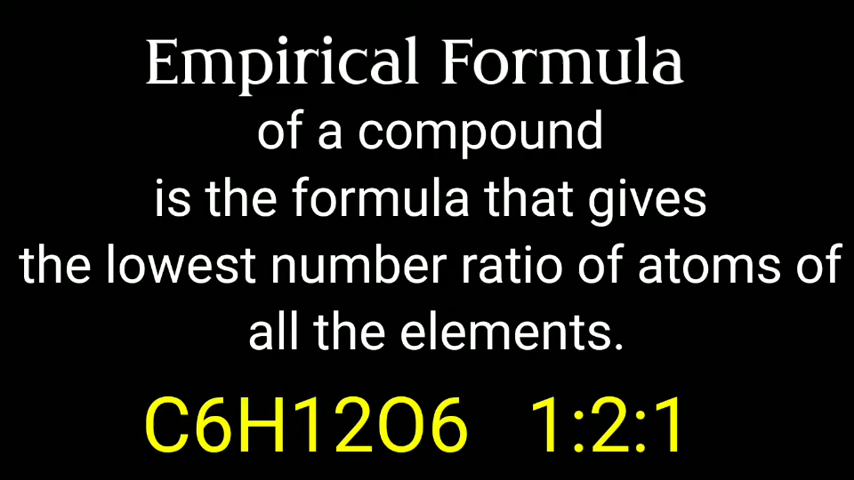 Empirical Formula
of a compound
is the formula that gives
the lowest number ratio of atoms of
all the elements.
C6H12O6 1:2:1